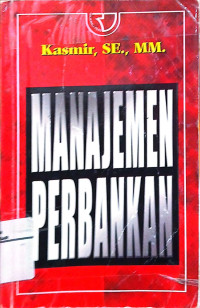 Kasmir, SE., MM.
MANAJEMEN
PERBANKAN